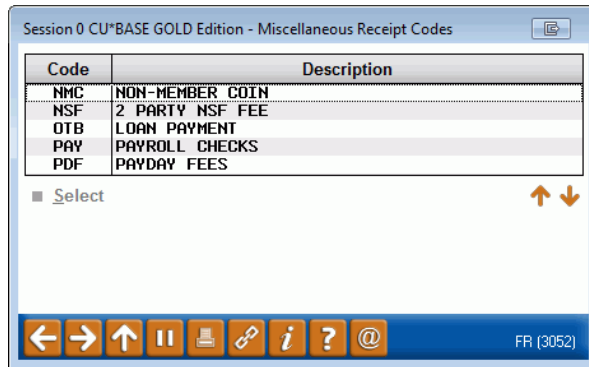 Session 0 CU*BASE GOLD Edition - Miscellaneous Receipt Codes
Code Description
NMC NON-MEMBER COIN
NSF 2 PARTY NSF FEE
OTB LOAN PAYMENT
PAY PAYROLL CHECKS
PDF PAYDAY FEES
Select
i ? @ FR (3052)